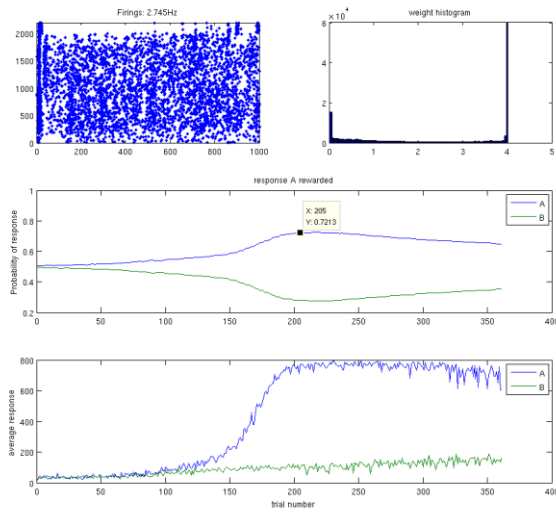 Firings: 2.745Hz
2000
1500
1000
500
0
0 200 400 600 800 1000
weight histogram
× 10^4
6
4
2
0
0 1 2 3 4 5
response A rewarded
Probability of response
1
0.8
0.6
0.4
0.2
X: 205
Y: 0.7213
A
B
0 50 100 150 200 250 300 350 400
average response
800
600
400
200
0
A
B
0 50 100 150 200 250 300 350 400
trial number